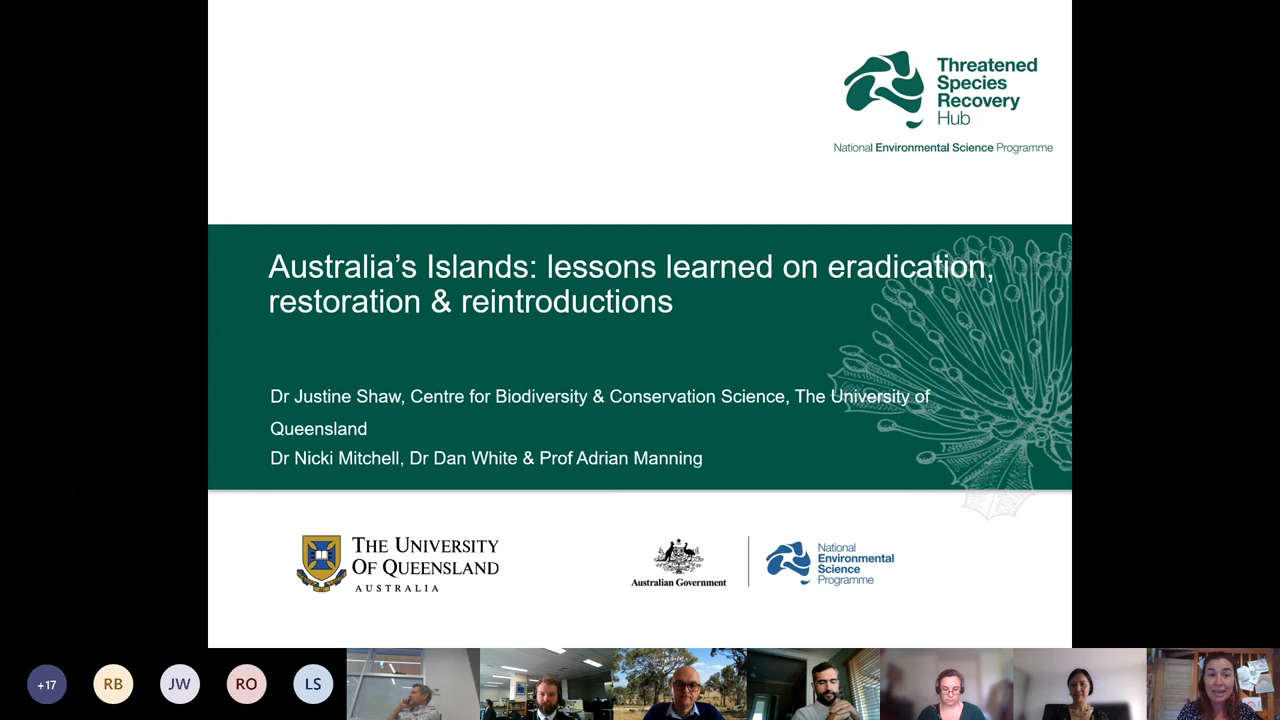 Threatened
Species
Recovery
Hub
National Environmental Science Programme
Australia's Islands: lessons learned on eradication,
restoration & reintroductions
Dr Justine Shaw, Centre for Biodiversity & Conservation Science, The University of
Queensland
Dr Nicki Mitchell, Dr Dan White & Prof Adrian Manning
THE UNIVERSITY
OF QUEENSLAND
AUSTRALIA
Australian Government
National
Environmental
Science
Programme
+17
RB
JW
RO
LS